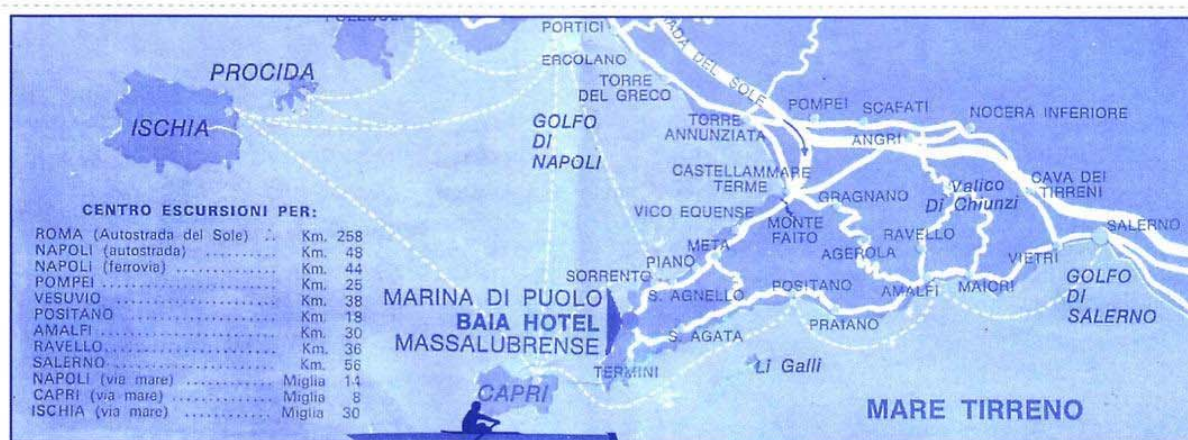 PORTICI
ERCOLANO
TORRE
DEL GRECO
DEL SOLE
PROCIDA
ISCHIA
GOLFO
DI
NAPOLI
TORRE
ANNUNZIATA
POMPEI
SCAFATI
NOCERA INFERIORE
ANGRI
CASTELLAMMARE
TERME
GRAGNANO
CAVA DEI
TIRRENI
Valico
Di Chiunzi
VICO EQUENSE
MONTE
FAITO
RAVELLO
SALERNO
META
AGEROLA
VIETRI
PIANO
SORRENTO
S. AGNELLO
POSITANO
AMALFI
MAIORI
GOLFO
DI
SALERNO
MARINA DI PUOLO
BAIA HOTEL
MASSALUBRENSE
S. AGATA
PRAIANO
TERMINI
Li Galli
CAPRI
MARE TIRRENO
CENTRO ESCURSIONI PER:
ROMA (Autostrada del Sole) .. Km. 258
NAPOLI (autostrada) .......... Km. 48
NAPOLI (ferrovia) ............ Km. 44
POMPEI ....................... Km. 25
VESUVIO ...................... Km. 38
POSITANO ..................... Km. 18
AMALFI ....................... Km. 30
RAVELLO ...................... Km. 36
SALERNO ...................... Km. 56
NAPOLI (via mare) ............ Miglia 14
CAPRI (via mare) ............. Miglia 8
ISCHIA (via mare) ............ Miglia 30